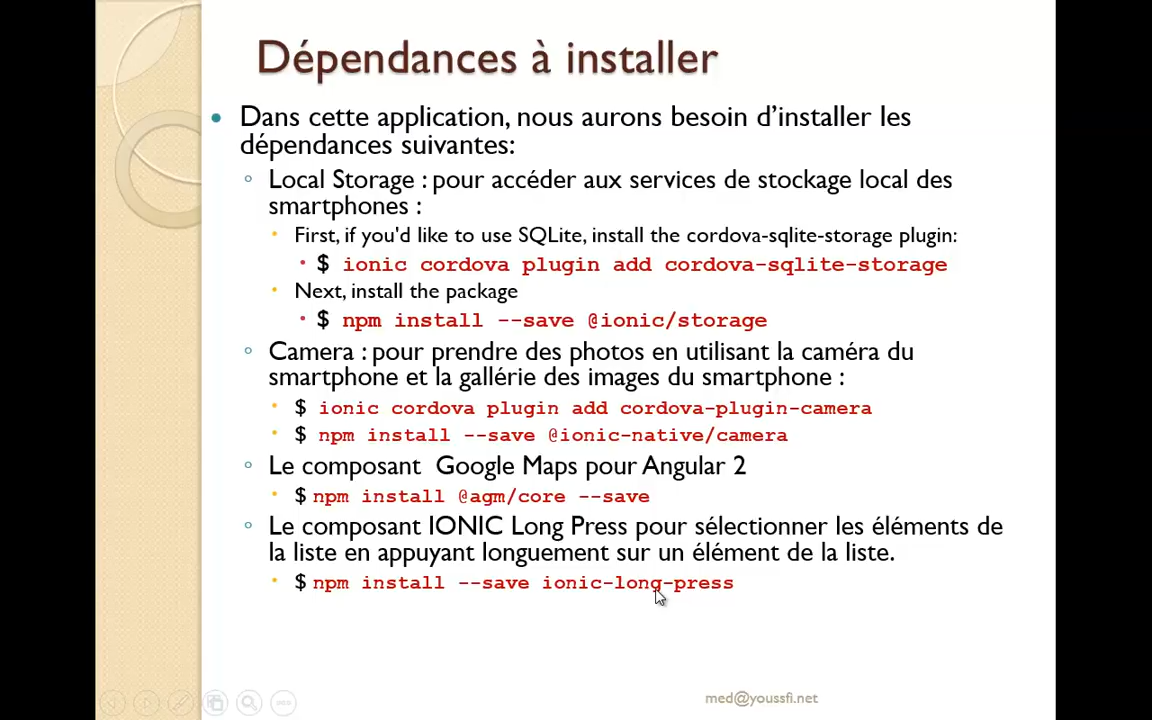 Dépendances à installer
Dans cette application, nous aurons besoin d'installer les
dépendances suivantes:
Local Storage : pour accéder aux services de stockage local des
smartphones :
First, if you'd like to use SQLite, install the cordova-sqlite-storage plugin:
$ ionic cordova plugin add cordova-sqlite-storage
Next, install the package
$ npm install --save @ionic/storage
Camera : pour prendre des photos en utilisant la caméra du
smartphone et la gallérie des images du smartphone :
$ ionic cordova plugin add cordova-plugin-camera
$ npm install --save @ionic-native/camera
Le composant Google Maps pour Angular 2
$ npm install @agm/core --save
Le composant IONIC Long Press pour sélectionner les éléments de
la liste en appuyant longuement sur un élément de la liste.
$ npm install --save ionic-long-press
med@youssfi.net